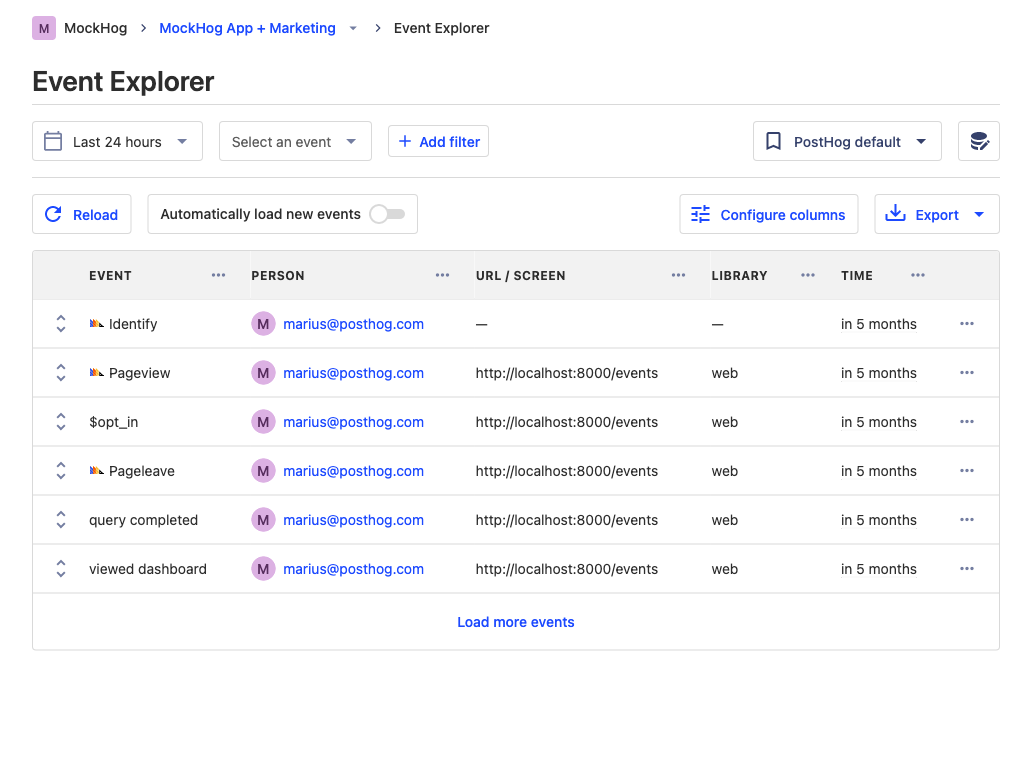 M MockHog > MockHog App + Marketing > Event Explorer
Event Explorer
Last 24 hours Select an event Add filter PostHog default
Reload Automatically load new events Configure columns Export
EVENT ••• PERSON ••• URL / SCREEN ••• LIBRARY ••• TIME •••
Identify M marius@posthog.com — — in 5 months •••
Pageview M marius@posthog.com http://localhost:8000/events web in 5 months •••
$opt_in M marius@posthog.com http://localhost:8000/events web in 5 months •••
Pageleave M marius@posthog.com http://localhost:8000/events web in 5 months •••
query completed M marius@posthog.com http://localhost:8000/events web in 5 months •••
viewed dashboard M marius@posthog.com http://localhost:8000/events web in 5 months •••
Load more events